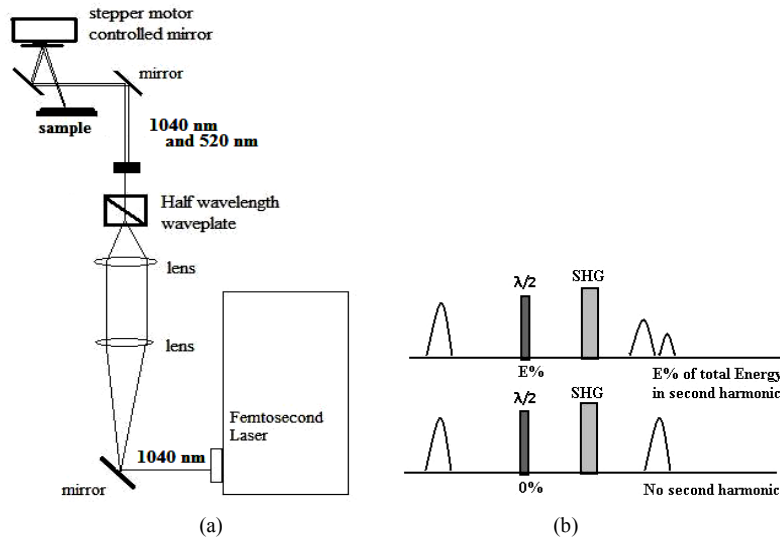 stepper motor
controlled mirror
mirror
sample
1040 nm
and 520 nm
Half wavelength
waveplate
lens
lens
Femtosecond
Laser
1040 nm
mirror
(a)
λ/2
SHG
E%
E% of total Energy
in second harmonic
λ/2
SHG
0%
No second harmonic
(b)